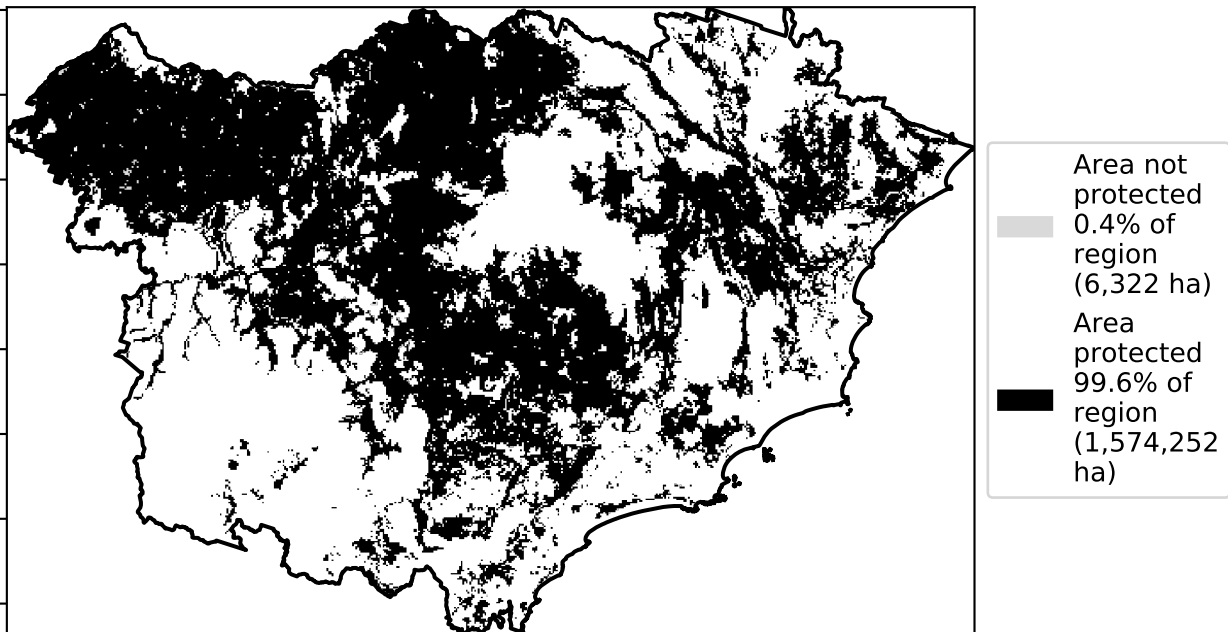 Area not
protected
0.4% of
region
(6,322 ha)
Area
protected
99.6% of
region
(1,574,252
ha)